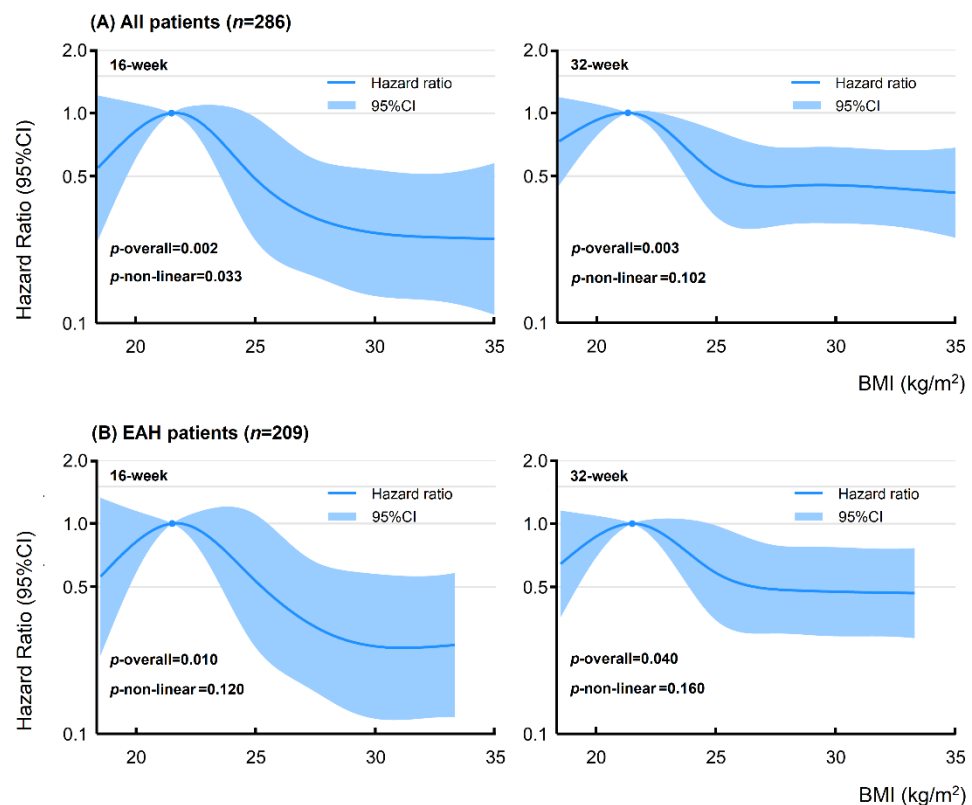 (A) All patients (n=286)
2.0
16-week
Hazard ratio
95%CI
1.0
0.5
0.1
Hazard Ratio (95%CI)
p-overall=0.002
p-non-linear=0.033
20 25 30 35
2.0
32-week
Hazard ratio
95%CI
1.0
0.5
0.1
p-overall=0.003
p-non-linear=0.102
20 25 30 35
BMI (kg/m²)
(B) EAH patients (n=209)
2.0
16-week
Hazard ratio
95%CI
1.0
0.5
0.1
Hazard Ratio (95%CI)
p-overall=0.010
p-non-linear=0.120
20 25 30 35
2.0
32-week
Hazard ratio
95%CI
1.0
0.5
0.1
p-overall=0.040
p-non-linear=0.160
20 25 30 35
BMI (kg/m²)